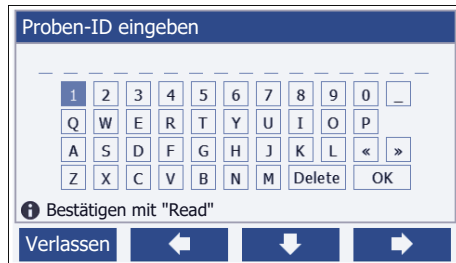 Proben-ID eingeben
1 2 3 4 5 6 7 8 9 0 _
Q W E R T Y U I O P
A S D F G H J K L « »
Z X C V B N M Delete OK
Bestätigen mit "Read"
Verlassen